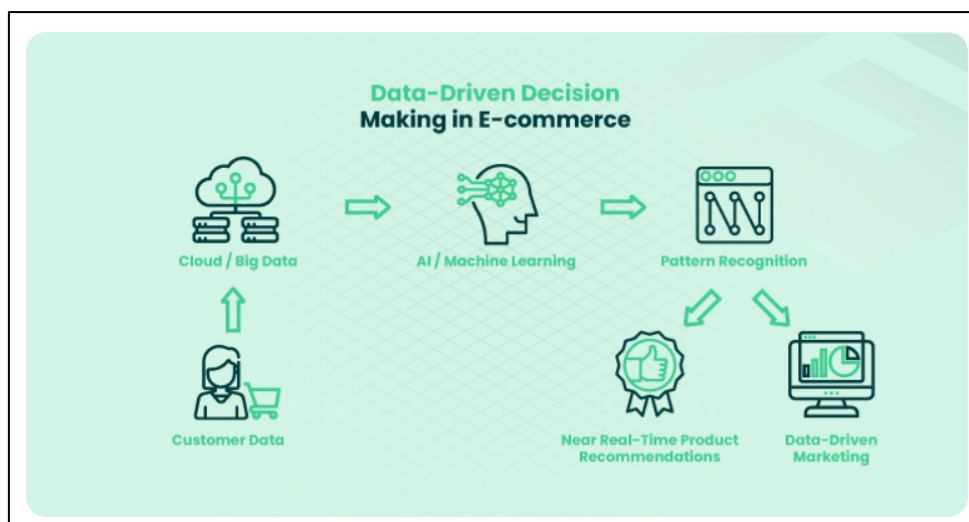 Data-Driven Decision
Making in E-commerce
Cloud / Big Data
AI / Machine Learning
Pattern Recognition
Customer Data
Near Real-Time Product
Recommendations
Data-Driven
Marketing